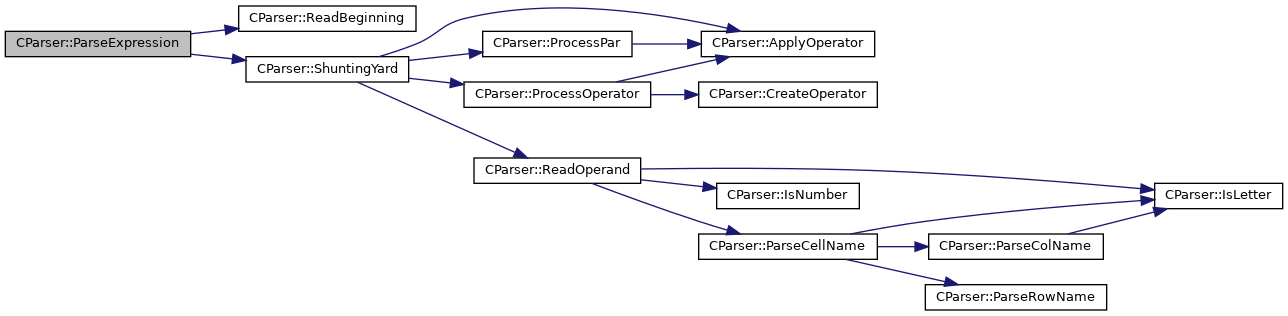 CParser::ParseExpression
CParser::ReadBeginning
CParser::ShuntingYard
CParser::ProcessPar
CParser::ApplyOperator
CParser::ProcessOperator
CParser::CreateOperator
CParser::ReadOperand
CParser::IsNumber
CParser::IsLetter
CParser::ParseCellName
CParser::ParseColName
CParser::ParseRowName